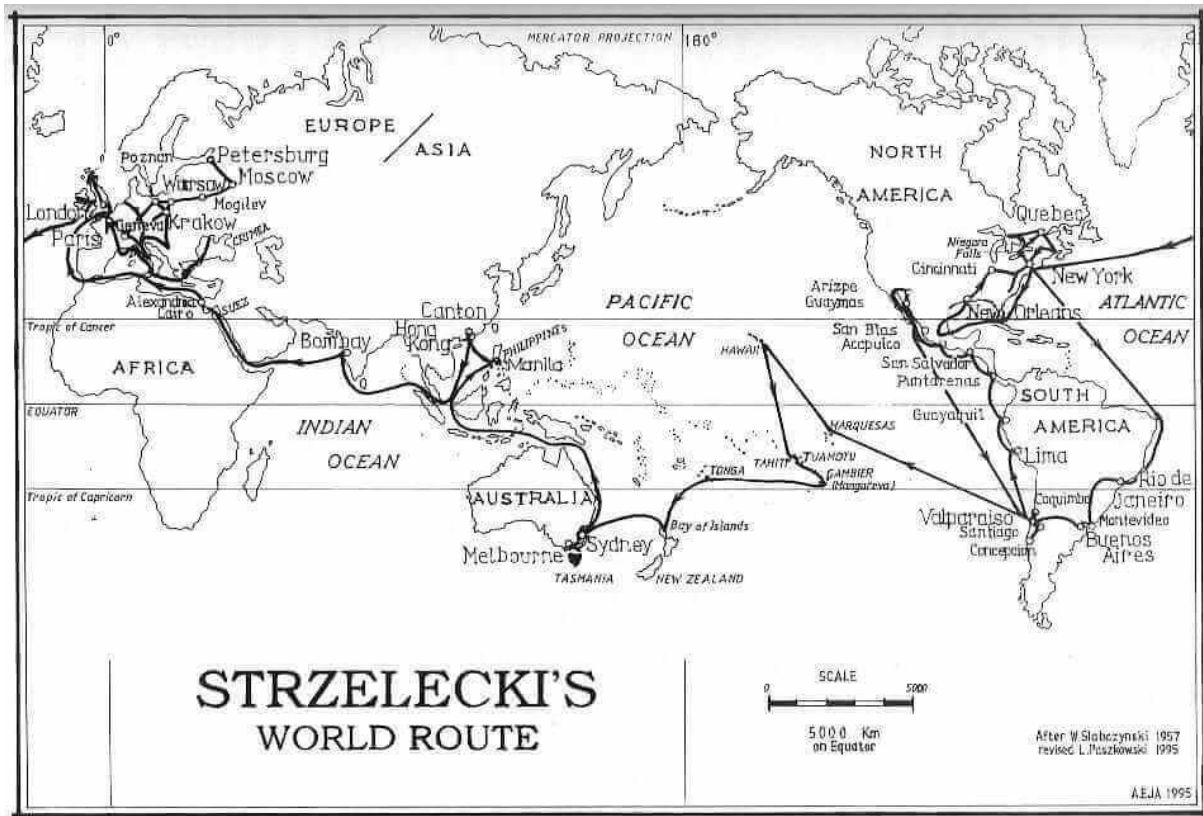 0°
MERCATOR PROJECTION
180°
EUROPE
ASIA
NORTH
AMERICA
Poznan
Petersburg
Warsaw
Moscow
Mogilev
London
Paris
Geneva
Krakow
CRIMEA
Quebec
Niagara
Falls
Cincinnati
New York
New Orleans
ATLANTIC
OCEAN
Arizpe
Guaymas
Alexandria
Cairo
SUEZ
Canton
Hong
Kong
PHILIPPINES
Manila
PACIFIC
OCEAN
Tropic of Cancer
Bombay
AFRICA
HAWAII
San Blas
Acapulco
San Salvador
Puntarenas
SOUTH
AMERICA
Guayaquil
EQUATOR
INDIAN
OCEAN
MARQUESAS
TAHITI
TUAMOTU
GAMBIER
(Mangareva)
TONGA
Lima
Rio de
Janeiro
Tropic of Capricorn
AUSTRALIA
Coquimbo
Valparaiso
Santiago
Concepcion
Montevideo
Buenos
Aires
Bay of Islands
Melbourne
Sydney
TASMANIA
NEW ZEALAND
STRZELECKI'S
WORLD ROUTE
SCALE
0 5000
5000 Km
on Equator
After W.Slabczynski 1957
revised L.Paszkowski 1995
A.E.J.A 1995